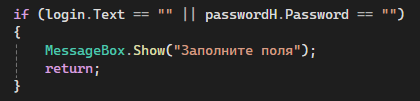 if (login.Text == "" || passwordH.Password == "")
{
MessageBox.Show("Заполните поля");
return;
}